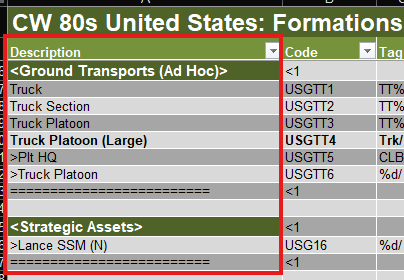 CW 80s United States: Formations
Description Code Tag
<Ground Transports (Ad Hoc)> <1
Truck USGTT1 TT%
Truck Section USGTT2 TT%
Truck Platoon USGTT3 TT%
Truck Platoon (Large) USGTT4 Trk/
>Plt HQ USGTT5 CLB
>Truck Platoon USGTT6 %d/
========================= <1
<Strategic Assets> <1
>Lance SSM (N) USG16 %d/
========================= <1